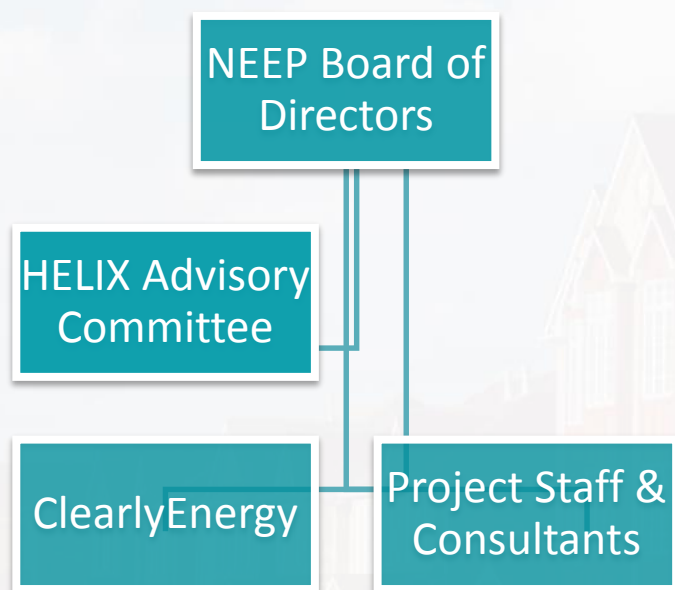 NEEP Board of
Directors
HELIX Advisory
Committee
ClearlyEnergy
Project Staff &
Consultants